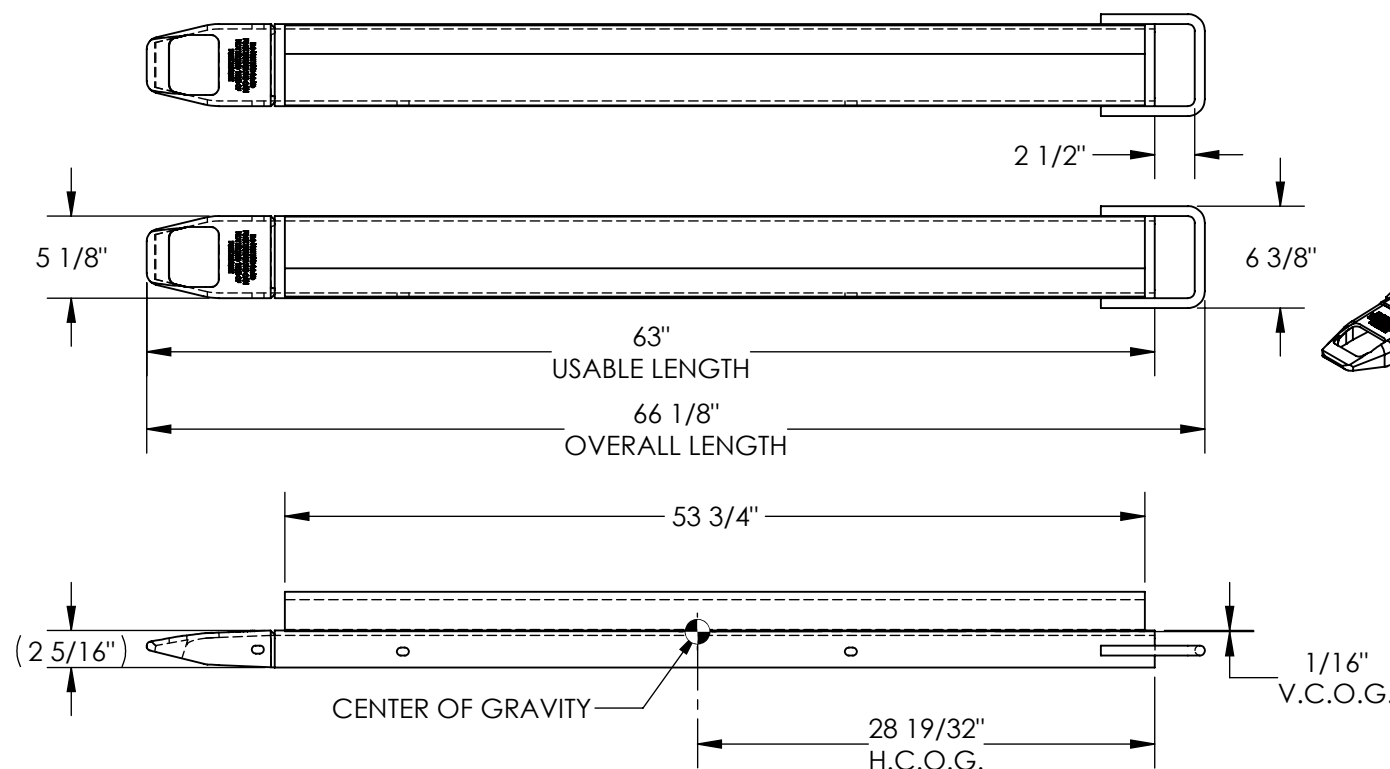 2 1/2"
5 1/8"
6 3/8"
63"
USABLE LENGTH
66 1/8"
OVERALL LENGTH
53 3/4"
(2 5/16")
1/16"
V.C.O.G.
CENTER OF GRAVITY
28 19/32"
H.C.O.G.